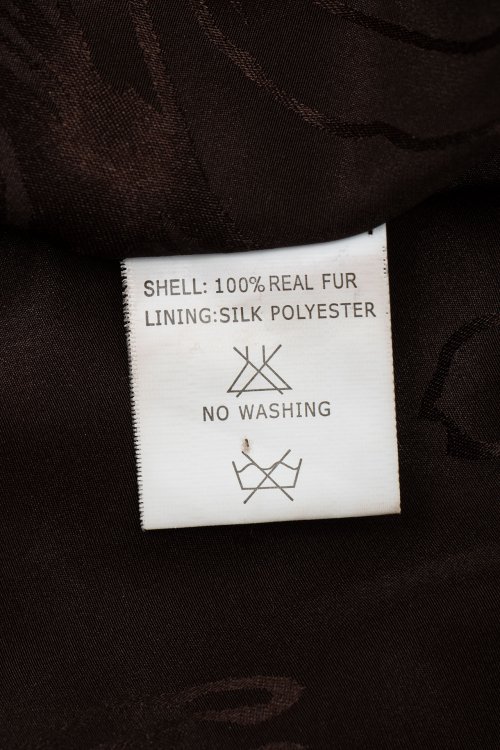 SHELL: 100% REAL FUR
LINING:SILK POLYESTER
NO WASHING